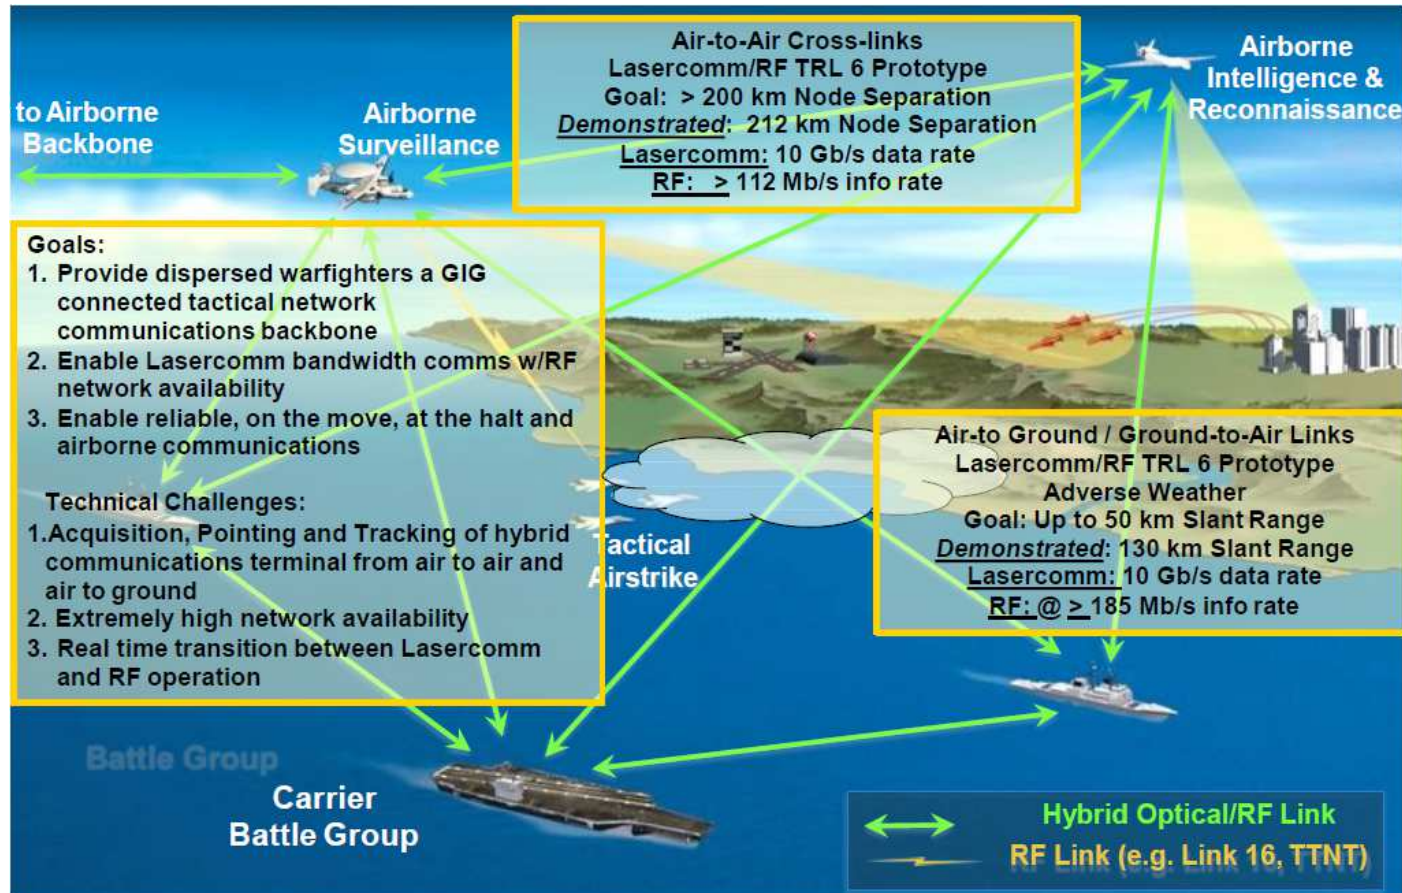 Air-to-Air Cross-links
Lasercomm/RF TRL 6 Prototype
Goal: > 200 km Node Separation
Demonstrated: 212 km Node Separation
Lasercomm: 10 Gb/s data rate
RF: > 112 Mb/s info rate
Airborne
Intelligence &
Reconnaissance
to Airborne
Backbone
Airborne
Surveillance
Goals:
1. Provide dispersed warfighters a GIG
connected tactical network
communications backbone
2. Enable Lasercomm bandwidth comms w/RF
network availability
3. Enable reliable, on the move, at the halt and
airborne communications
Technical Challenges:
1.Acquisition, Pointing and Tracking of hybrid
communications terminal from air to air and
air to ground
2. Extremely high network availability
3. Real time transition between Lasercomm
and RF operation
Air-to Ground / Ground-to-Air Links
Lasercomm/RF TRL 6 Prototype
Adverse Weather
Goal: Up to 50 km Slant Range
Demonstrated: 130 km Slant Range
Lasercomm: 10 Gb/s data rate
RF: @ > 185 Mb/s info rate
Tactical
Airstrike
Battle Group
Carrier
Battle Group
Hybrid Optical/RF Link
RF Link (e.g. Link 16, TTNT)